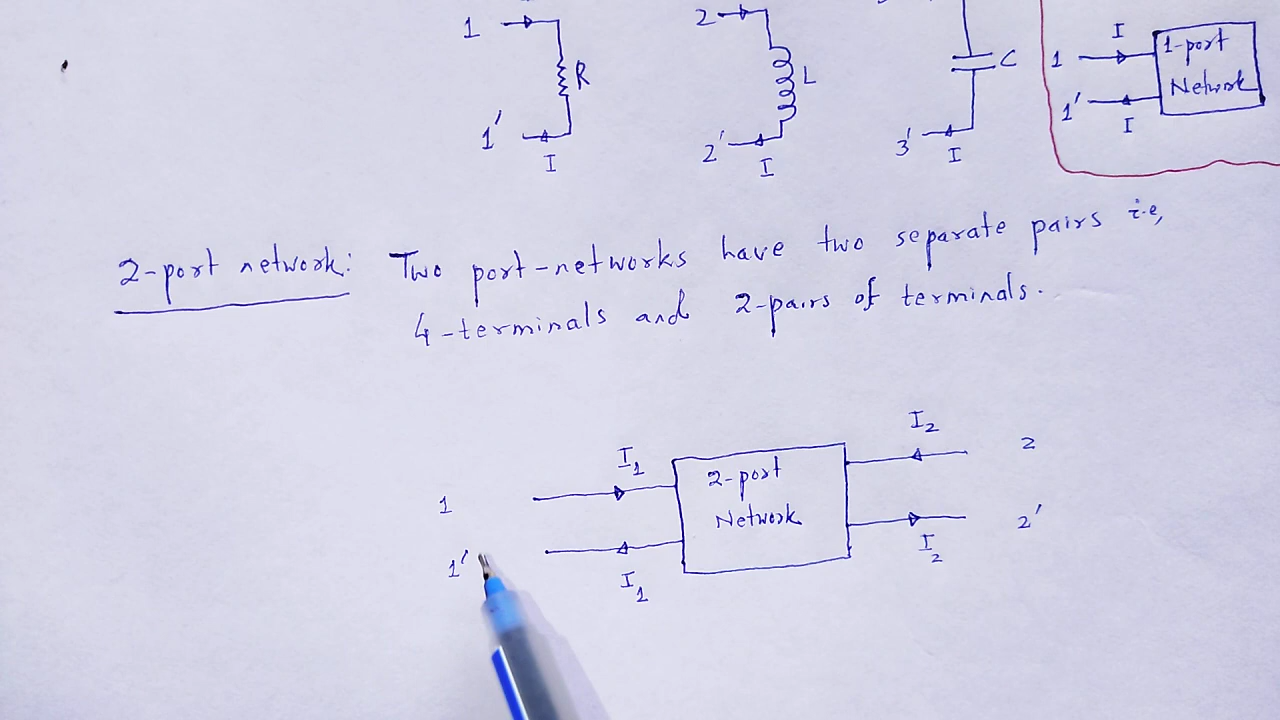 1
R
1'
I
2
L
2'
I
C
3'
I
I
1
1-port
Network
1'
I
2-port network: Two port-networks have two separate pairs i.e,
4-terminals and 2-pairs of terminals.
I2
2
I1
1
2-port
Network
2'
I2
1'
I1